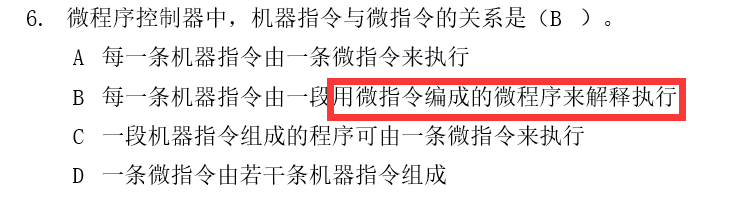 6. 微程序控制器中，机器指令与微指令的关系是（B ）。
A 每一条机器指令由一条微指令来执行
B 每一条机器指令由一段用微指令编成的微程序来解释执行
C 一段机器指令组成的程序可由一条微指令来执行
D 一条微指令由若干条机器指令组成